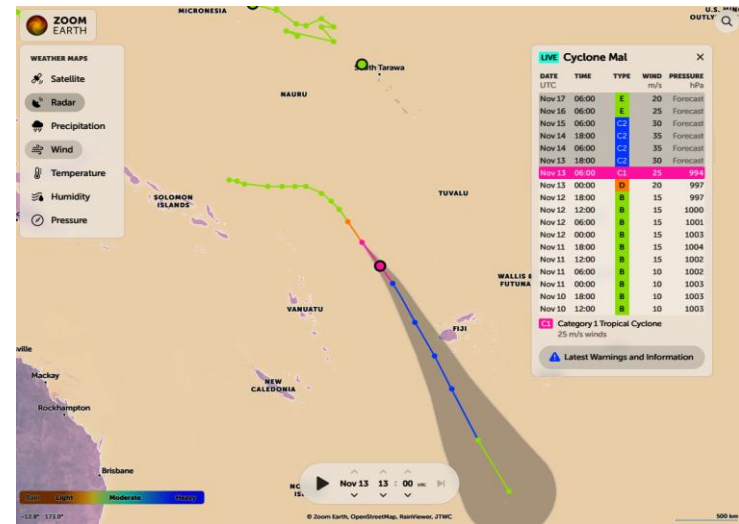 MICRONESIA
ZOOM
EARTH
WEATHER MAPS
Satellite
Radar
Precipitation
Wind
Temperature
Humidity
Pressure
South Tarawa
NAURU
SOLOMON
ISLANDS
TUVALU
VANUATU
FIJI
NEW
CALEDONIA
Mackay
Rockhampton
Brisbane
LIVE Cyclone Mal
DATE TIME TYPE WIND PRESSURE
UTC m/s hPa
Nov 17 06:00 E 20 Forecast
Nov 16 06:00 E 25 Forecast
Nov 15 06:00 C2 30 Forecast
Nov 14 18:00 C2 35 Forecast
Nov 14 06:00 C2 35 Forecast
Nov 13 18:00 C2 30 Forecast
Nov 13 06:00 C1 25 994
Nov 13 00:00 D 20 997
Nov 12 18:00 B 15 997
Nov 12 12:00 B 15 1000
Nov 12 06:00 B 15 1001
Nov 12 00:00 B 15 1003
Nov 11 18:00 B 15 1004
Nov 11 12:00 B 15 1002
Nov 11 06:00 B 10 1002
Nov 11 00:00 B 10 1003
Nov 10 18:00 B 10 1003
Nov 10 12:00 B 10 1003
C1 Category 1 Tropical Cyclone
25 m/s winds
Latest Warnings and Information
WALLIS
FUTUNA
Nov 13 13 : 00 UTC
Light Moderate Heavy
-12.8° 173.0°
© Zoom Earth, OpenStreetMap, RainViewer, JTWC
500 km